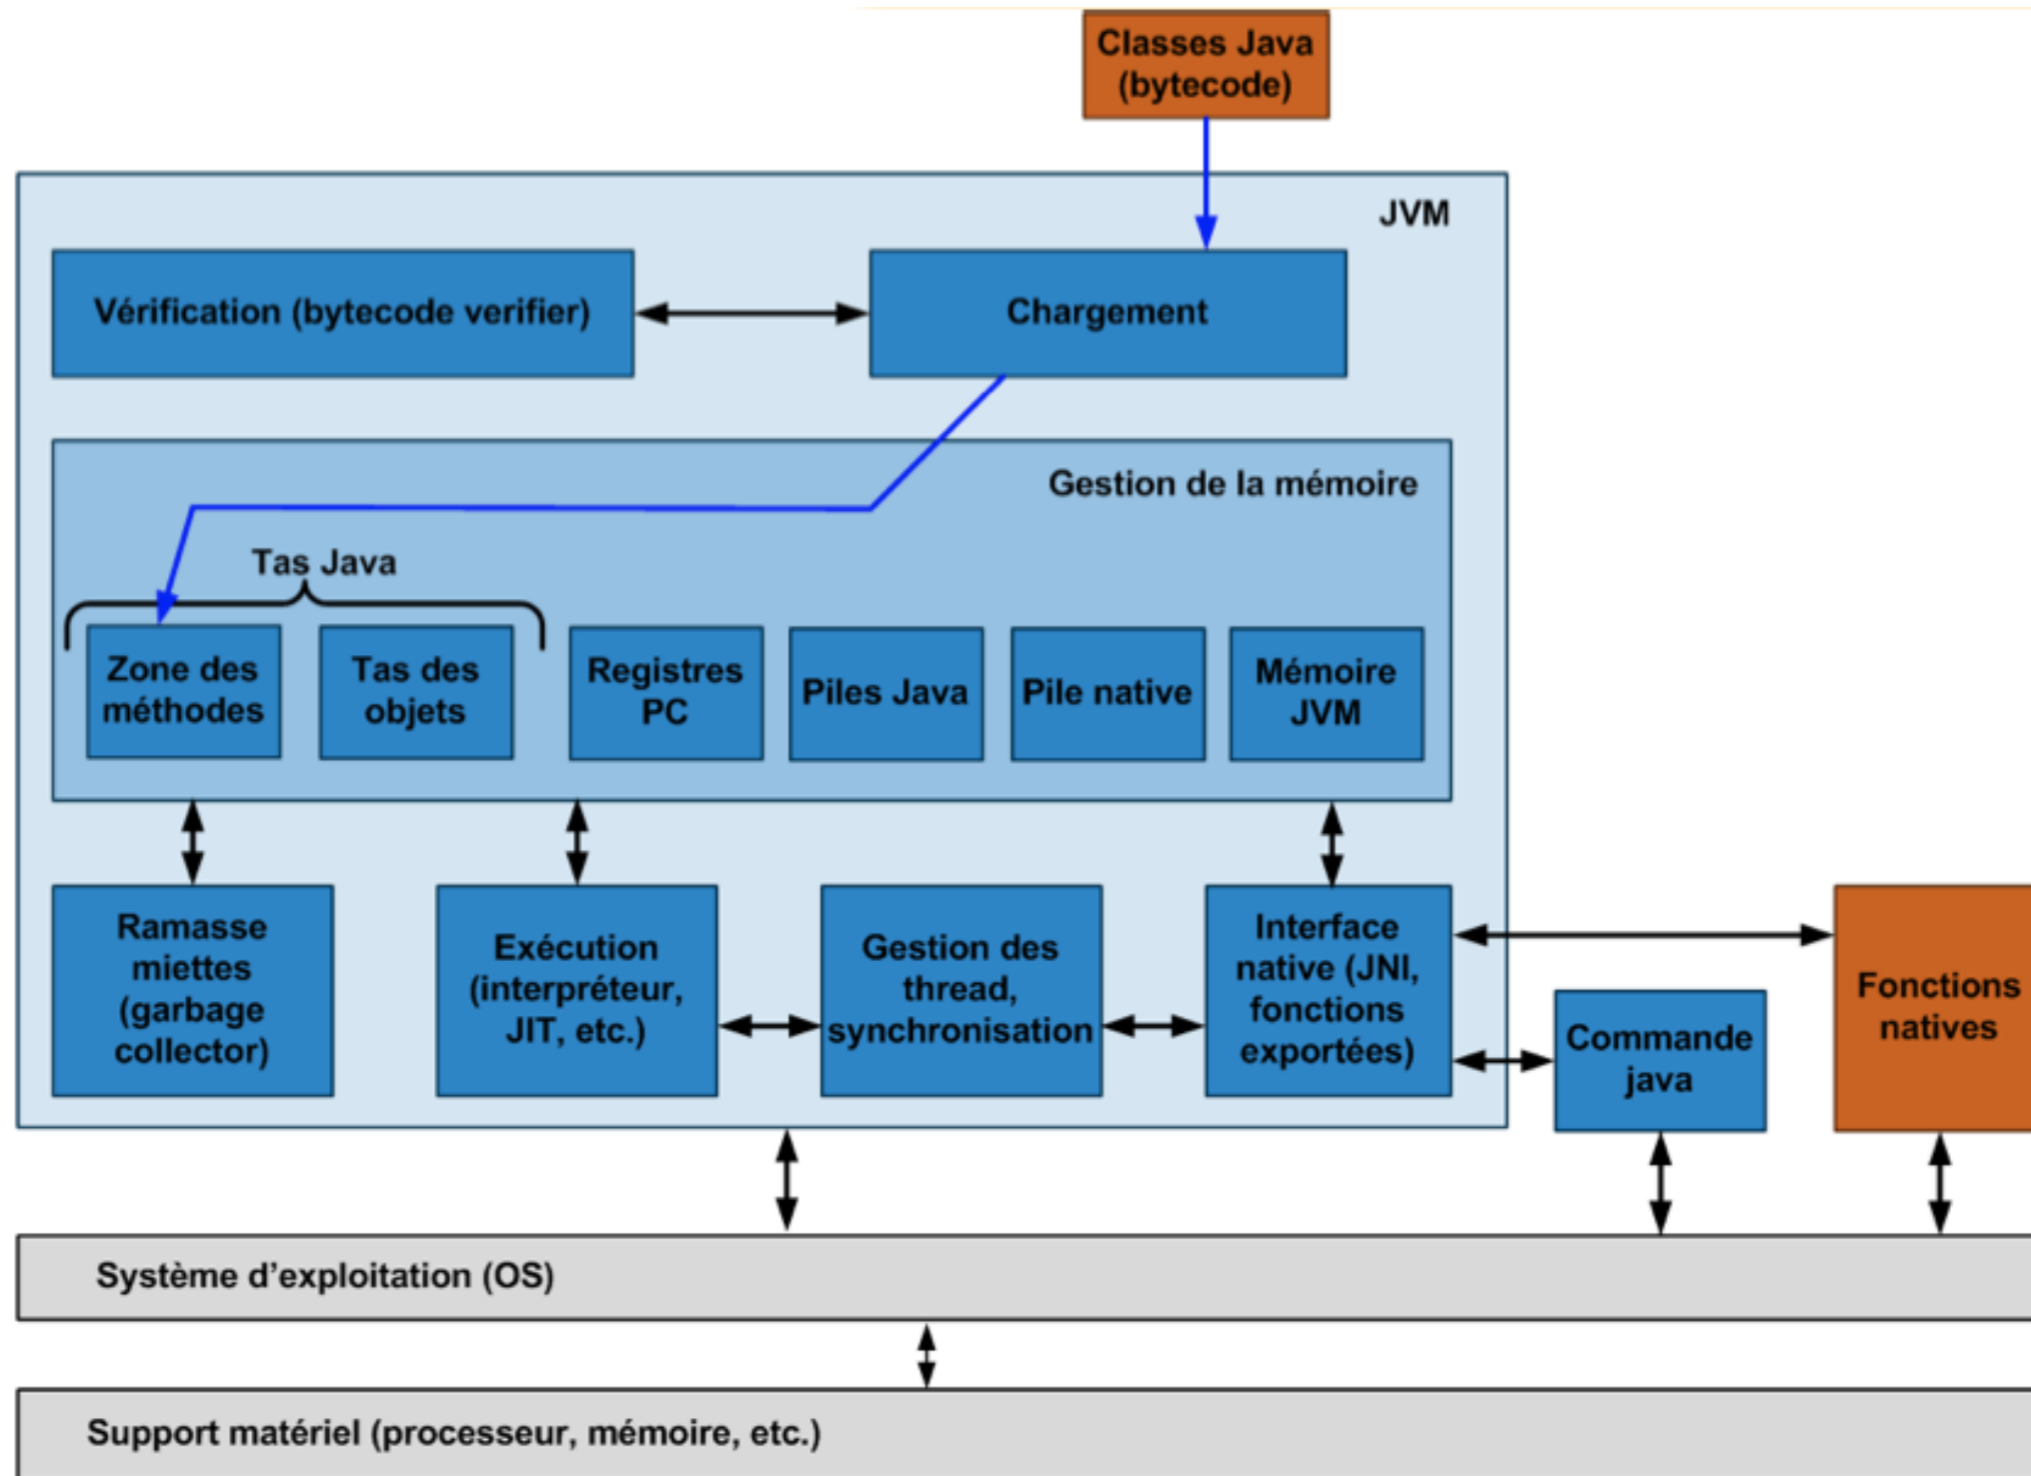 Classes Java
(bytecode)
JVM
Vérification (bytecode verifier)
Chargement
Gestion de la mémoire
Tas Java
Zone des
méthodes
Tas des
objets
Registres
PC
Piles Java
Pile native
Mémoire
JVM
Ramasse
miettes
(garbage
collector)
Exécution
(interpréteur,
JIT, etc.)
Gestion des
thread,
synchronisation
Interface
native (JNI,
fonctions
exportées)
Commande
java
Fonctions
natives
Système d’exploitation (OS)
Support matériel (processeur, mémoire, etc.)